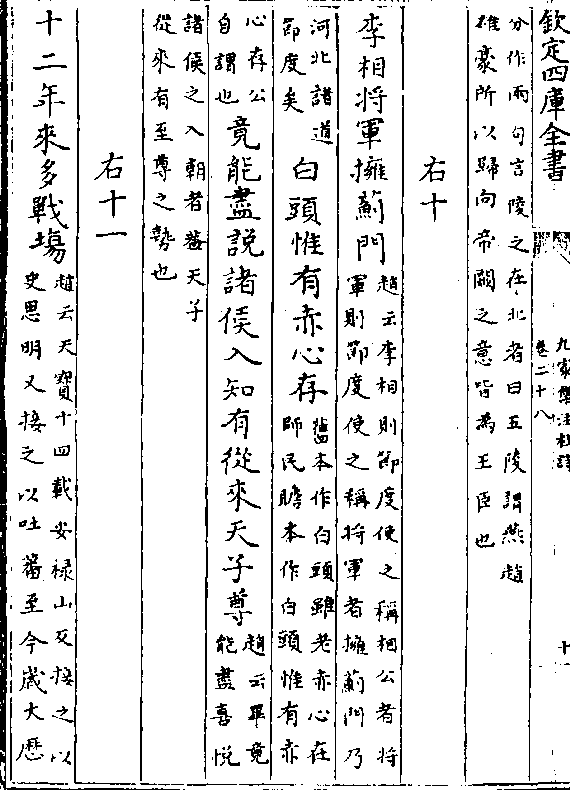 欽定四庫全書
九家集注杜詩
卷二十八
十一
分作兩句言陵之在北者曰五陵謂燕趙
雄豪所以歸向帝闕之意皆為王臣也
右十
李相將軍擁薊門
趙云李相則節度使之稱相公者將
軍則節度使之稱將軍者擁薊門乃
河北諸道
節度矣
白頭惟有赤心存
舊本作白頭雖老赤心在
師民瞻本作白頭惟有赤
心存公
自謂也
竟能盡説諸侯入知有從來天子尊
趙云畢竟
能盡喜悅
諸侯之入朝者蓋天子
從來有至尊之勢也
右十一
十二年來多戰場
趙云天寶十四載安禄山反接之以
史思明又接之以吐蕃至今歲大厯